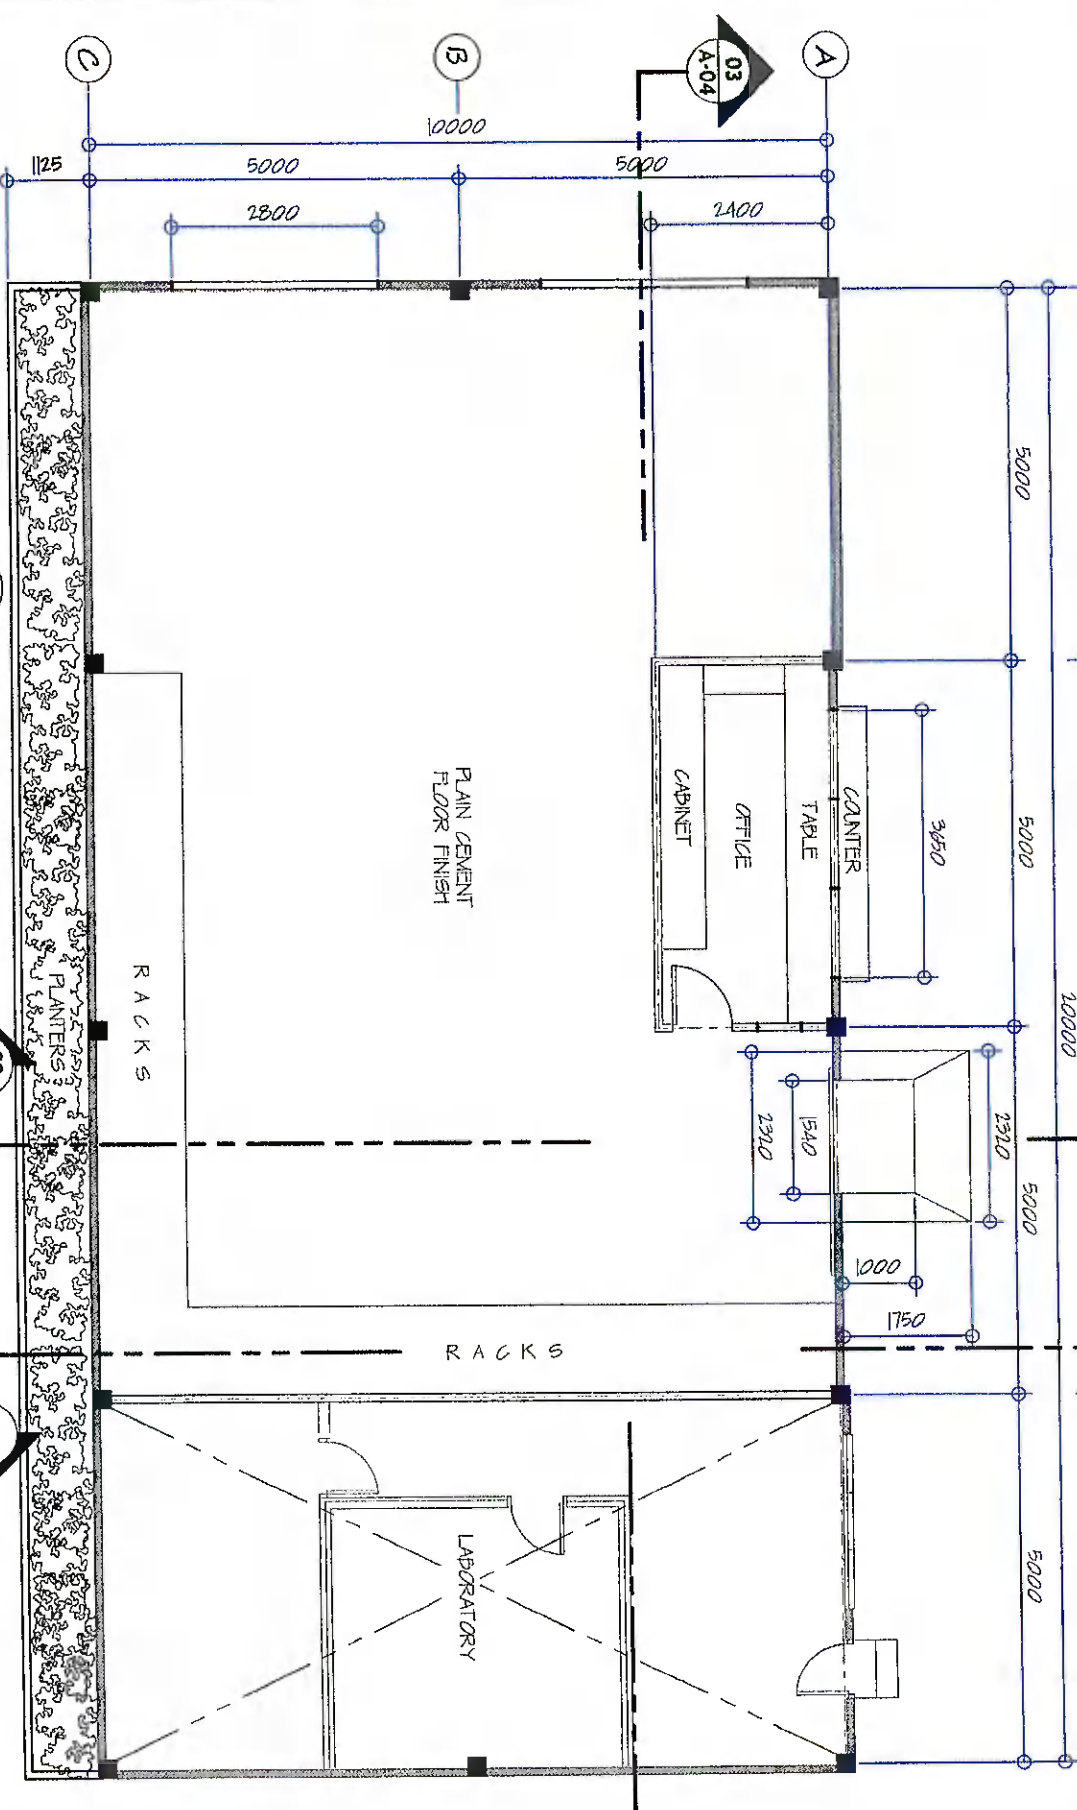 C
B
A
03
A-04
10000
1125
5000
5000
2800
2400
5000
5000
3650
20000
COUNTER
TABLE
OFFICE
CABINET
PLAIN CEMENT
FLOOR FINISH
RACKS
PLANTERS
2320
1540
2320
5000
1000
1750
RACKS
5000
LABORATORY